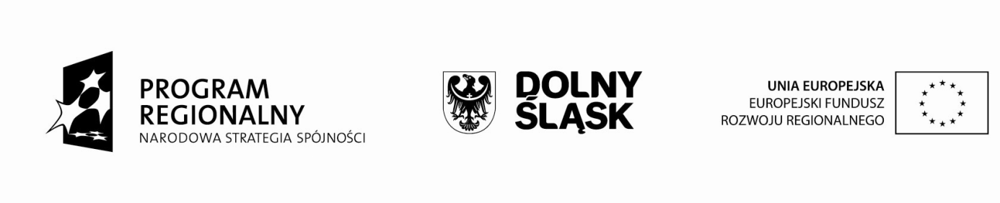 PROGRAM
REGIONALNY
NARODOWA STRATEGIA SPÓJNOŚCI
DOLNY
ŚLĄSK
UNIA EUROPEJSKA
EUROPEJSKI FUNDUSZ
ROZWOJU REGIONALNEGO